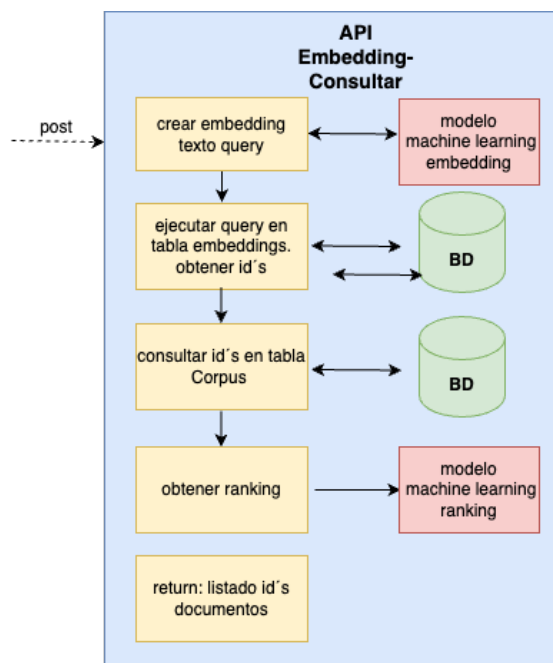 API
Embedding-
Consultar
post
crear embedding
texto query
modelo
machine learning
embedding
ejecutar query en
tabla embeddings.
obtener id´s
BD
consultar id´s en tabla
Corpus
BD
obtener ranking
modelo
machine learning
ranking
return: listado id´s
documentos